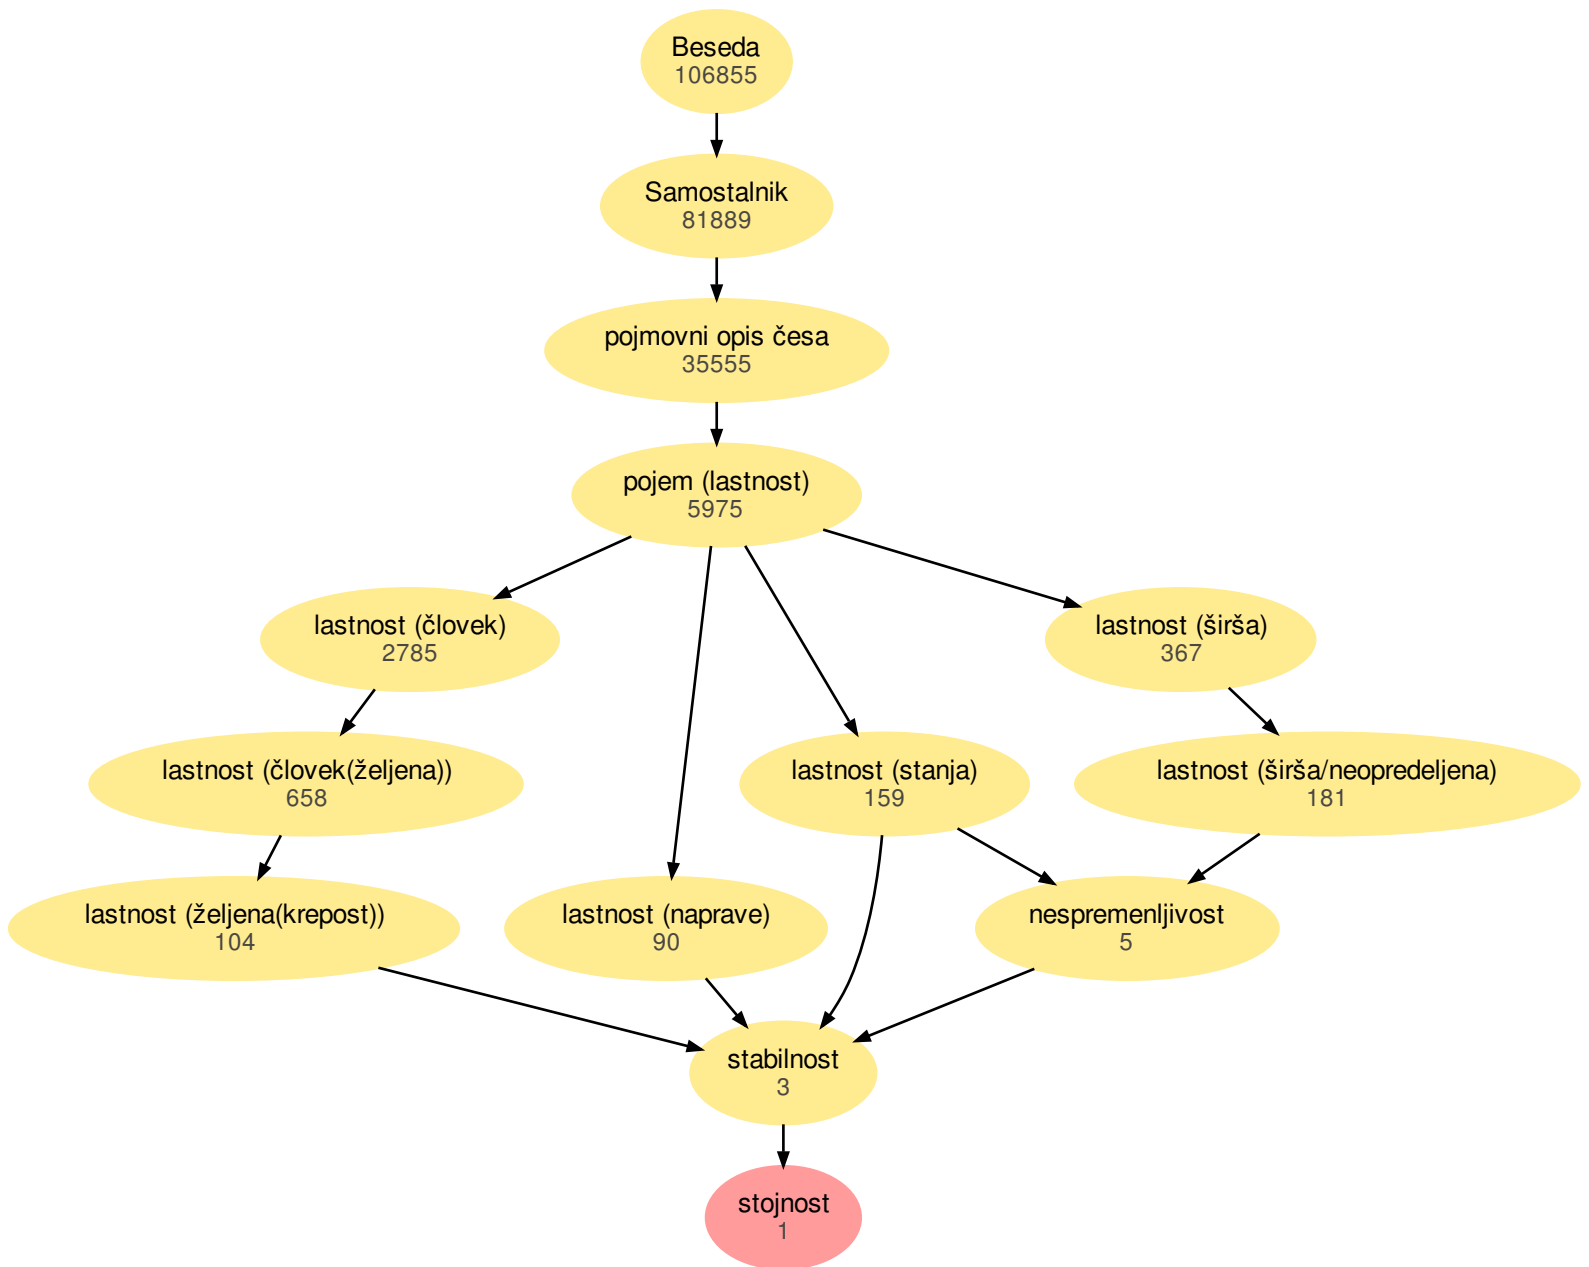 Beseda
106855
Samostalnik
81889
pojmovni opis česa
35555
pojem (lastnost)
5975
lastnost (človek)
2785
lastnost (širša)
367
lastnost (človek(željena))
658
lastnost (stanja)
159
lastnost (širša/neopredeljena)
181
lastnost (željena(krepost))
104
lastnost (naprave)
90
nespremenljivost
5
stabilnost
3
stojnost
1